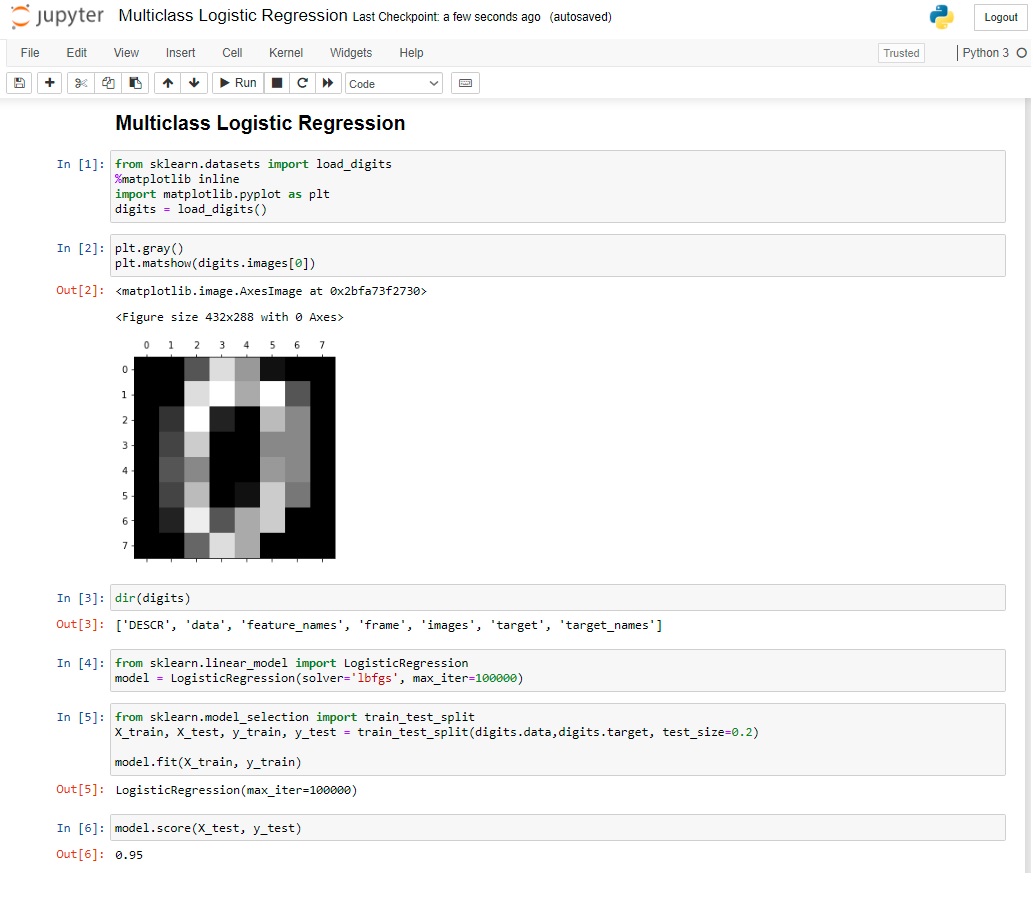 jupyter Multiclass Logistic Regression Last Checkpoint: a few seconds ago (autosaved) Logout
File Edit View Insert Cell Kernel Widgets Help Trusted Python 3
Run Code
Multiclass Logistic Regression
In [1]: from sklearn.datasets import load_digits
%matplotlib inline
import matplotlib.pyplot as plt
digits = load_digits()
In [2]: plt.gray()
plt.matshow(digits.images[0])
Out[2]: <matplotlib.image.AxesImage at 0x2bfa73f2730>
<Figure size 432x288 with 0 Axes>
0 1 2 3 4 5 6 7
0
1
2
3
4
5
6
7
In [3]: dir(digits)
Out[3]: ['DESCR', 'data', 'feature_names', 'frame', 'images', 'target', 'target_names']
In [4]: from sklearn.linear_model import LogisticRegression
model = LogisticRegression(solver='lbfgs', max_iter=100000)
In [5]: from sklearn.model_selection import train_test_split
X_train, X_test, y_train, y_test = train_test_split(digits.data,digits.target, test_size=0.2)
model.fit(X_train, y_train)
Out[5]: LogisticRegression(max_iter=100000)
In [6]: model.score(X_test, y_test)
Out[6]: 0.95